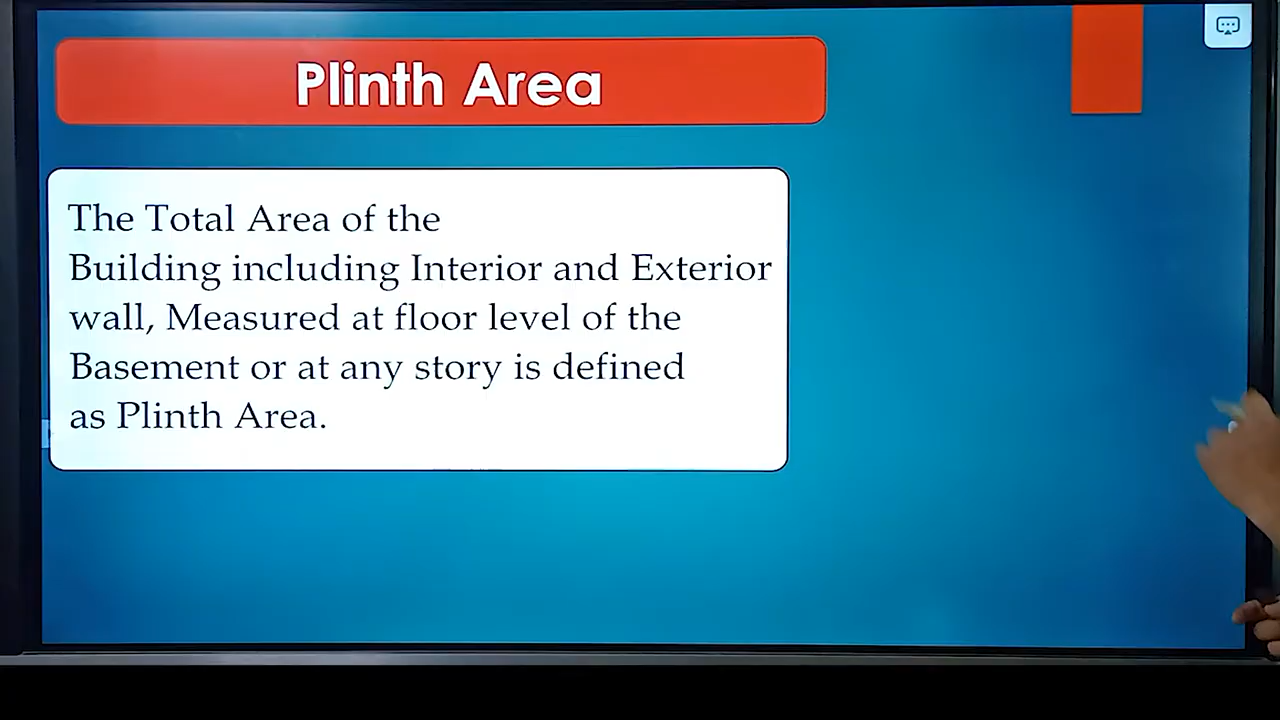 Plinth Area
The Total Area of the
Building including Interior and Exterior
wall, Measured at floor level of the
Basement or at any story is defined
as Plinth Area.